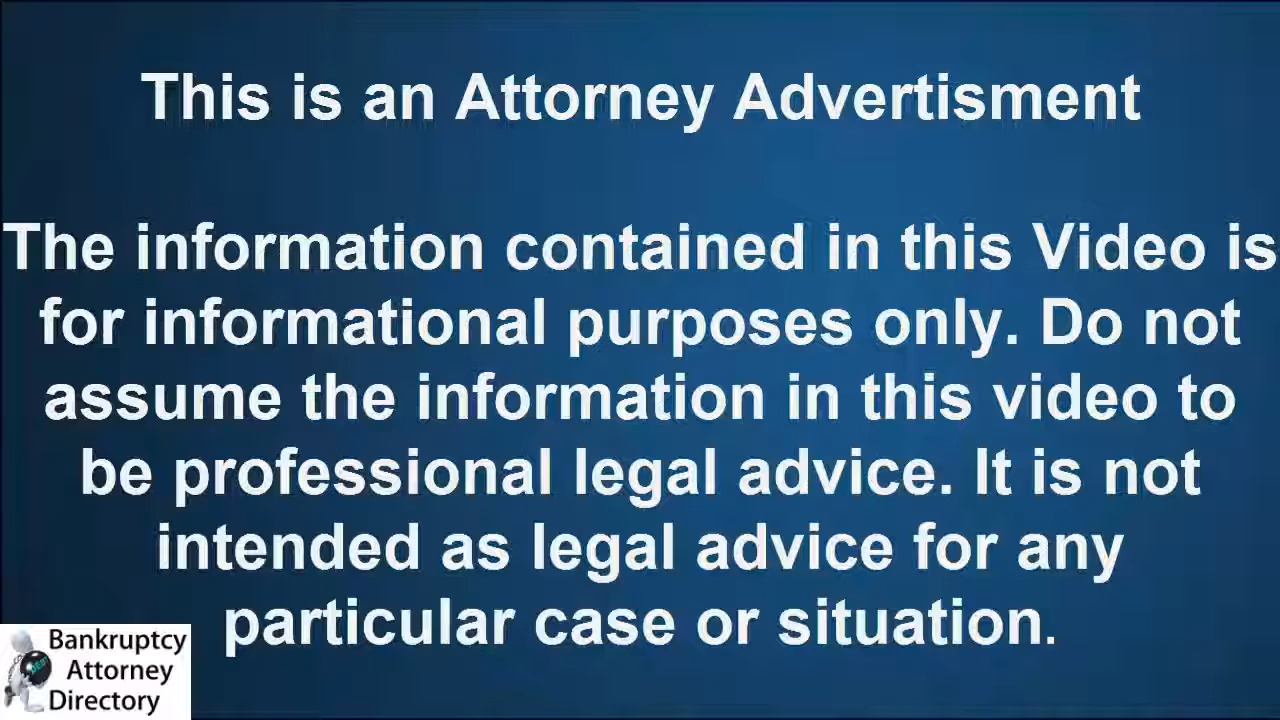 This is an Attorney Advertisment
The information contained in this Video is
for informational purposes only. Do not
assume the information in this video to
be professional legal advice. It is not
intended as legal advice for any
particular case or situation.
Bankruptcy
Attorney
Directory